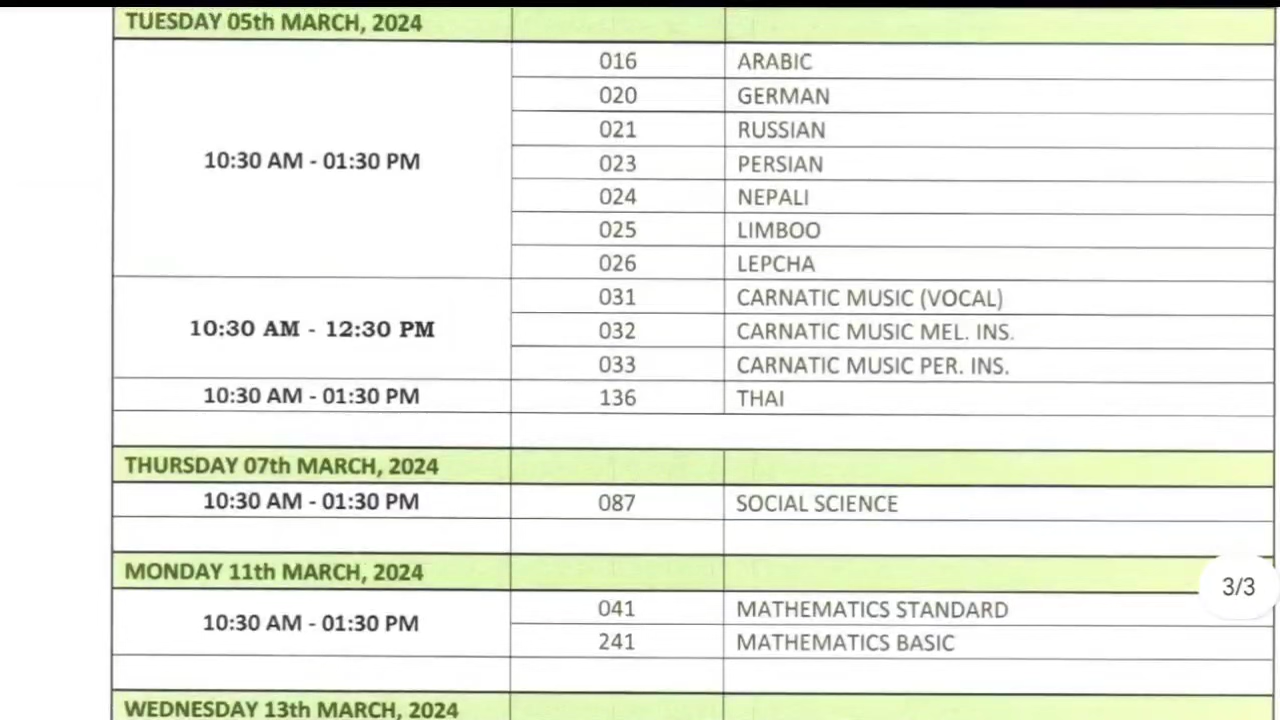 TUESDAY 05th MARCH, 2024
016 ARABIC
020 GERMAN
021 RUSSIAN
10:30 AM - 01:30 PM 023 PERSIAN
024 NEPALI
025 LIMBOO
026 LEPCHA
031 CARNATIC MUSIC (VOCAL)
10:30 AM - 12:30 PM 032 CARNATIC MUSIC MEL. INS.
033 CARNATIC MUSIC PER. INS.
10:30 AM - 01:30 PM 136 THAI
THURSDAY 07th MARCH, 2024
10:30 AM - 01:30 PM 087 SOCIAL SCIENCE
MONDAY 11th MARCH, 2024
3/3
10:30 AM - 01:30 PM 041 MATHEMATICS STANDARD
241 MATHEMATICS BASIC
WEDNESDAY 13th MARCH, 2024